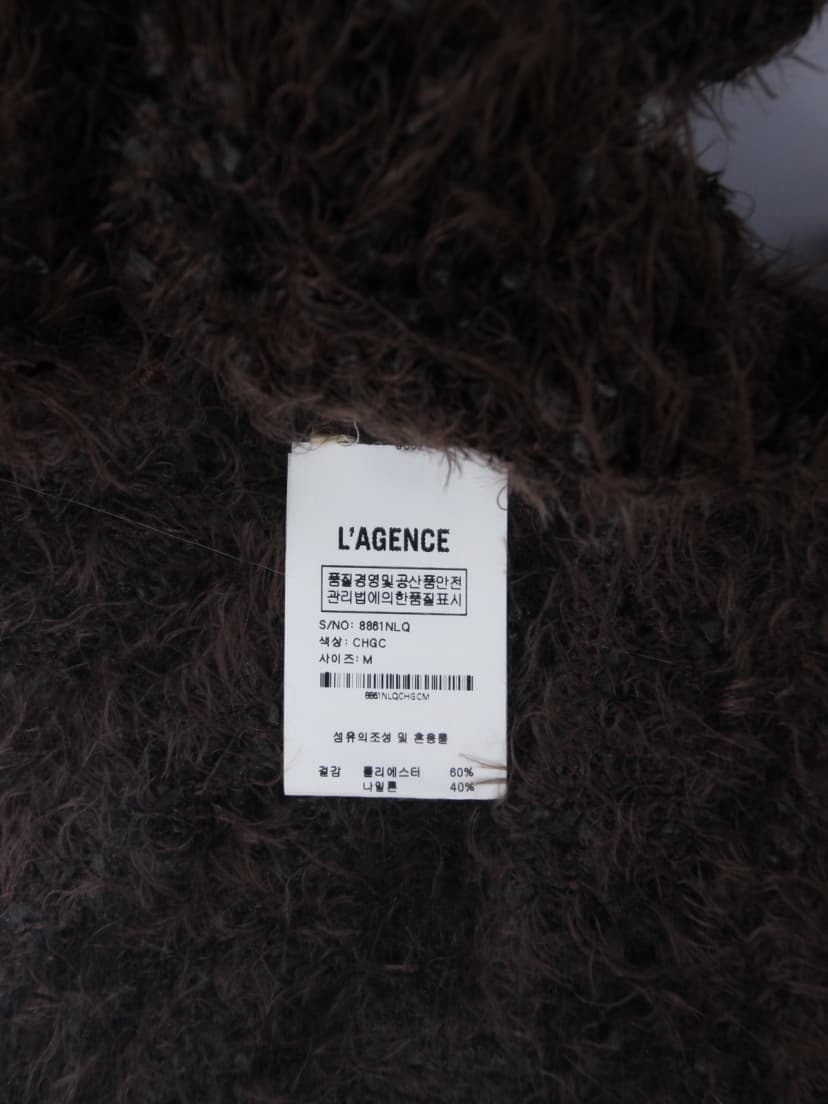 L'AGENCE
품질경영및공산품안전
관리법에의한품질표시
S/NO: 8861NLQ
색상: CHGC
사이즈: M
8861NLQCHGCM
섬유의조성 및 혼용률
겉감 폴리에스터 60%
나일론 40%